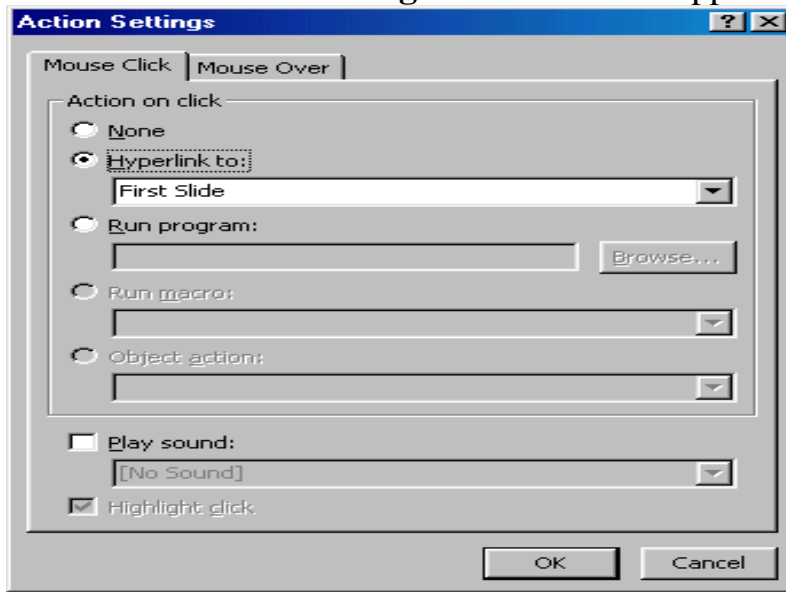 Action Settings
Mouse Click Mouse Over
Action on click
None
Hyperlink to:
First Slide
Run program:
Browse...
Run macro:
Object action:
Play sound:
[No Sound]
Highlight click
OK Cancel